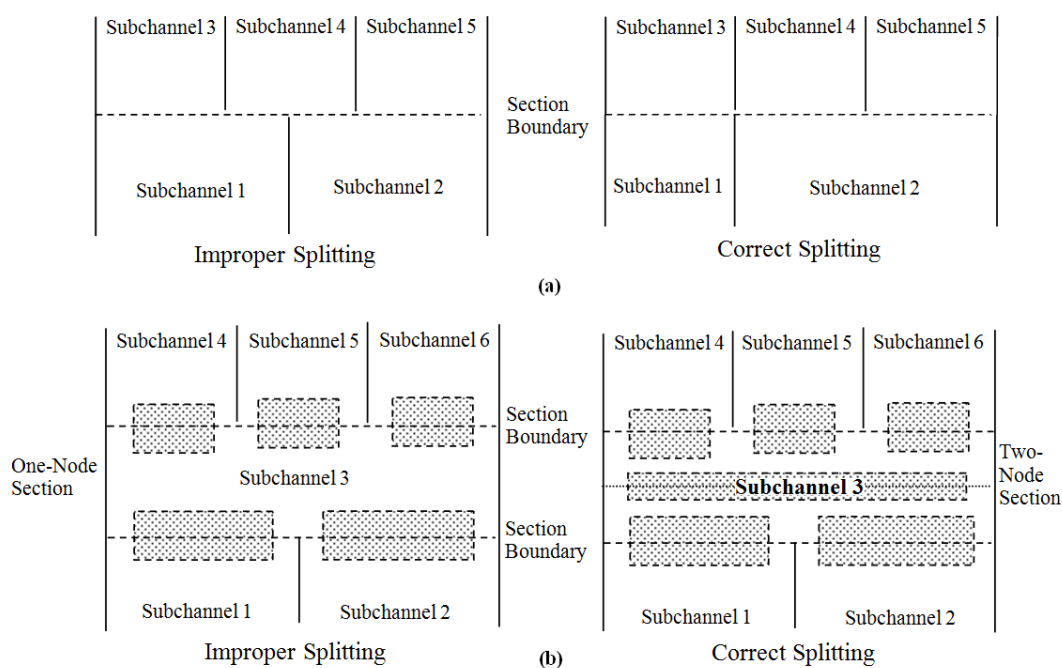 Subchannel 3 Subchannel 4 Subchannel 5
Subchannel 3 Subchannel 4 Subchannel 5
Section
Boundary
Subchannel 1 Subchannel 2
Subchannel 1 Subchannel 2
Improper Splitting
Correct Splitting
(a)
Subchannel 4 Subchannel 5 Subchannel 6
Subchannel 4 Subchannel 5 Subchannel 6
Section
Boundary
One-Node
Section
Subchannel 3
Subchannel 3
Two-
Node
Section
Section
Boundary
Subchannel 1 Subchannel 2
Subchannel 1 Subchannel 2
Improper Splitting
Correct Splitting
(b)